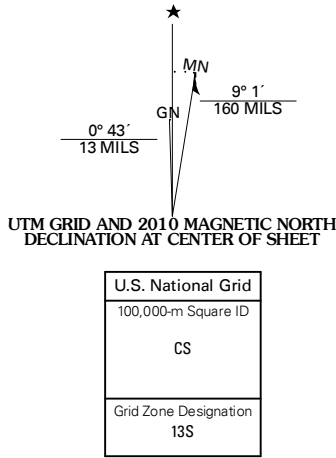 ★
MN
GN
9° 1´
160 MILS
0° 43´
13 MILS
UTM GRID AND 2010 MAGNETIC NORTH
DECLINATION AT CENTER OF SHEET
U.S. National Grid
100,000-m Square ID
CS
Grid Zone Designation
13S